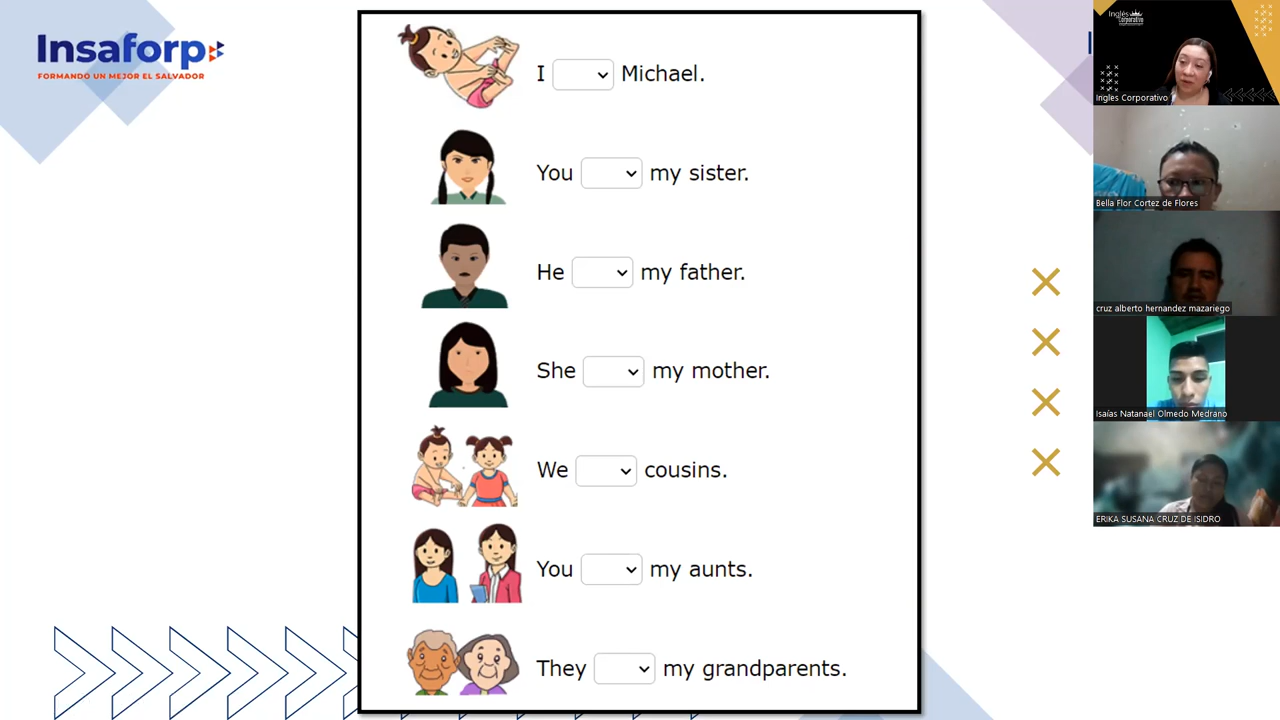 Insaforp
FORMANDO UN MEJOR EL SALVADOR
I Michael.
You my sister.
He my father.
She my mother.
We cousins.
You my aunts.
They my grandparents.
Inglés
Corporativo
Ingles Corporativo
Bella Flor Cortez de Flores
cruz alberto hernandez mazariego
Isaías Natanael Olmedo Medrano
ERIKA SUSANA CRUZ DE ISIDRO